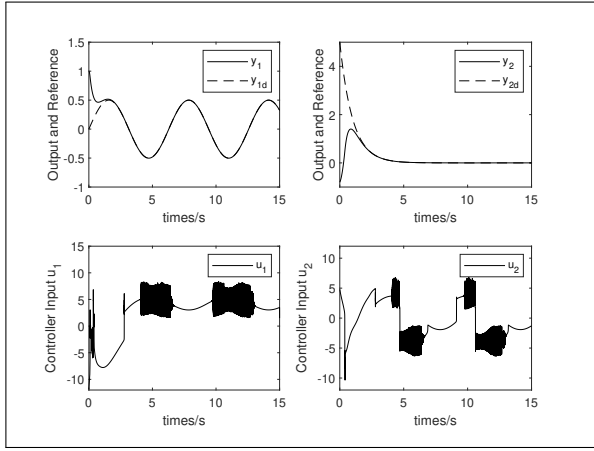 1.5
1
0.5
0
-0.5
-1
0 5 10 15
times/s
Output and Reference
y1
y1d
4
2
0
0 5 10 15
times/s
Output and Reference
y2
y2d
15
10
5
0
-5
-10
0 5 10 15
times/s
Controller Input u1
u1
10
5
0
-5
-10
0 5 10 15
times/s
Controller Input u2
u2